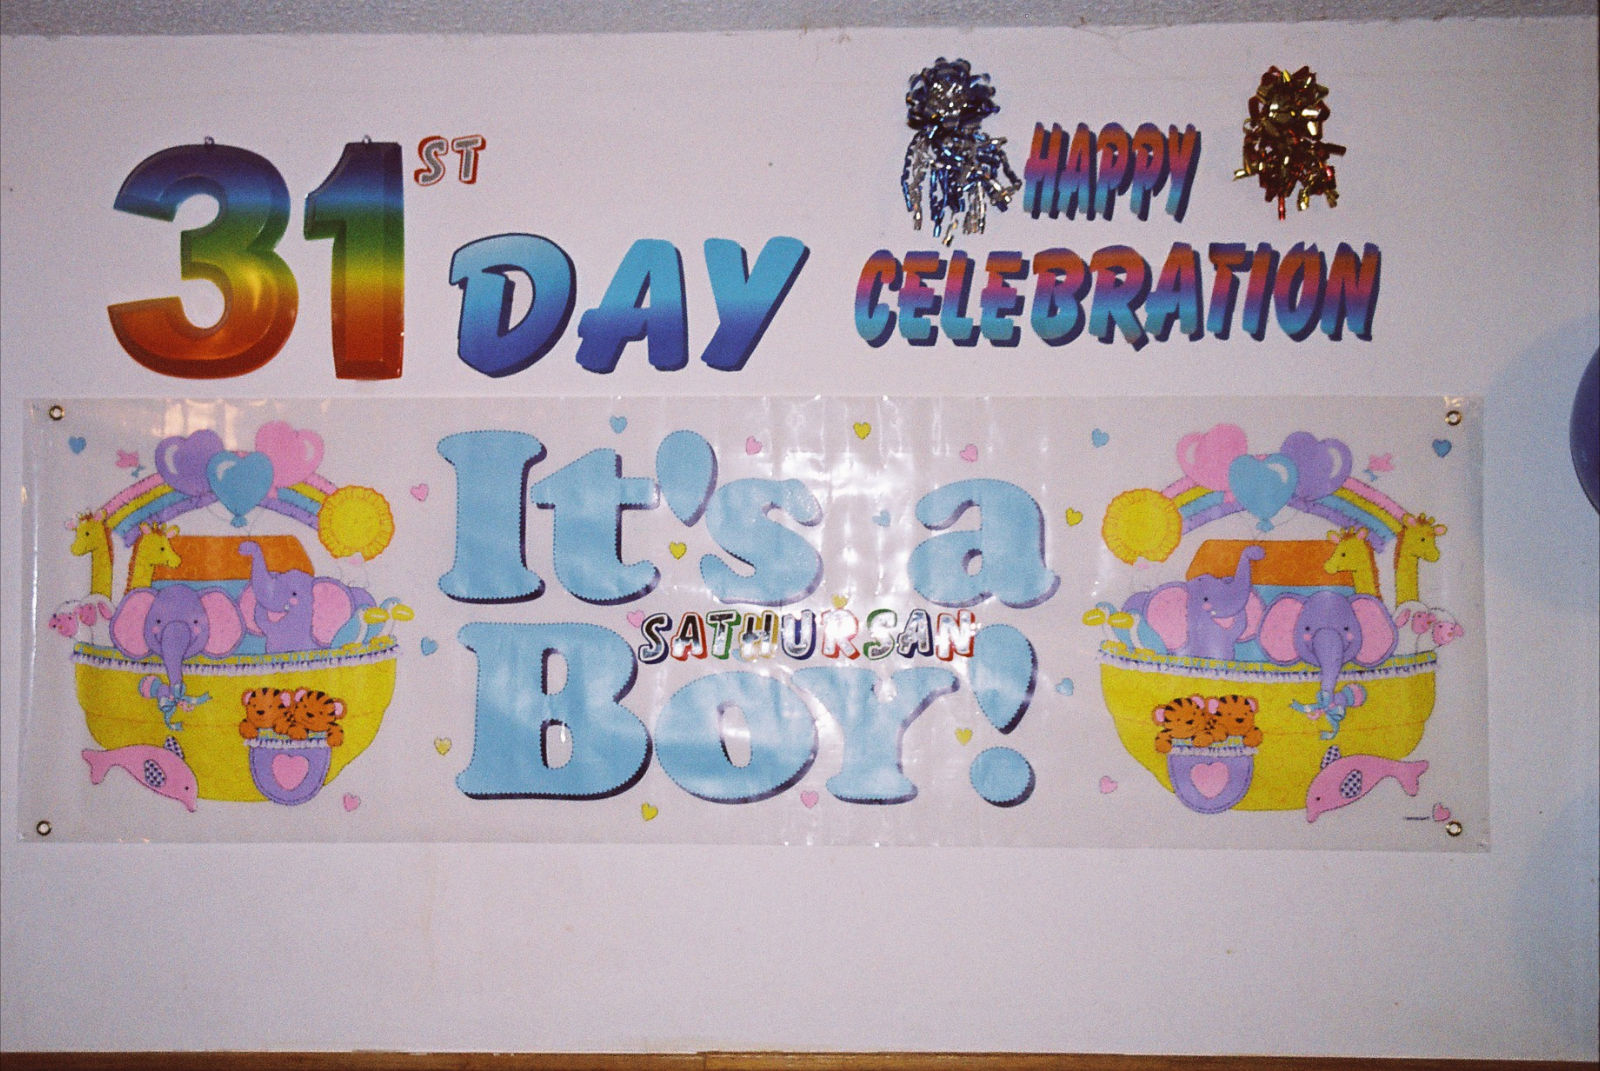 31ST DAY
HAPPY
CELEBRATION
It's a
SATHURSAN
Boy!